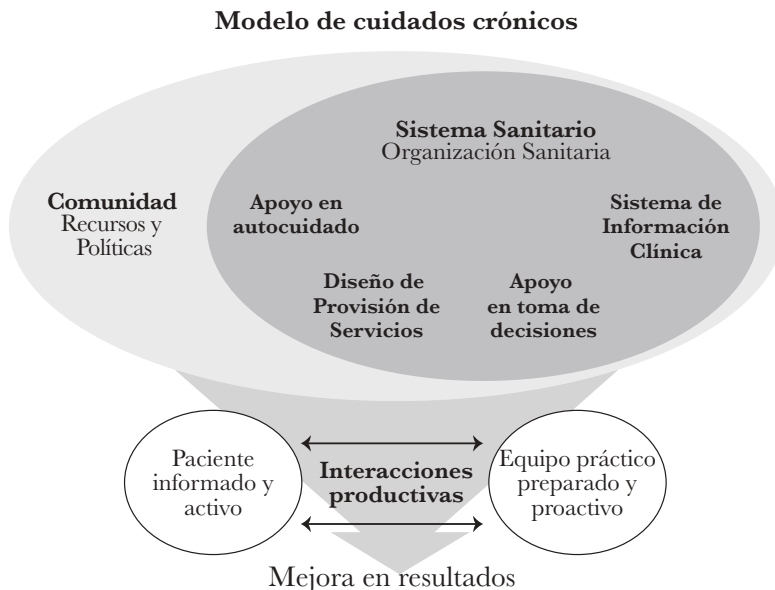 Modelo de cuidados crónicos
Sistema Sanitario
Organización Sanitaria
Comunidad
Recursos y
Políticas
Apoyo en
autocuidado
Sistema de
Información
Clínica
Diseño de
Provisión de
Servicios
Apoyo
en toma de
decisiones
Paciente
informado y
activo
Interacciones
productivas
Equipo práctico
preparado y
proactivo
Mejora en resultados